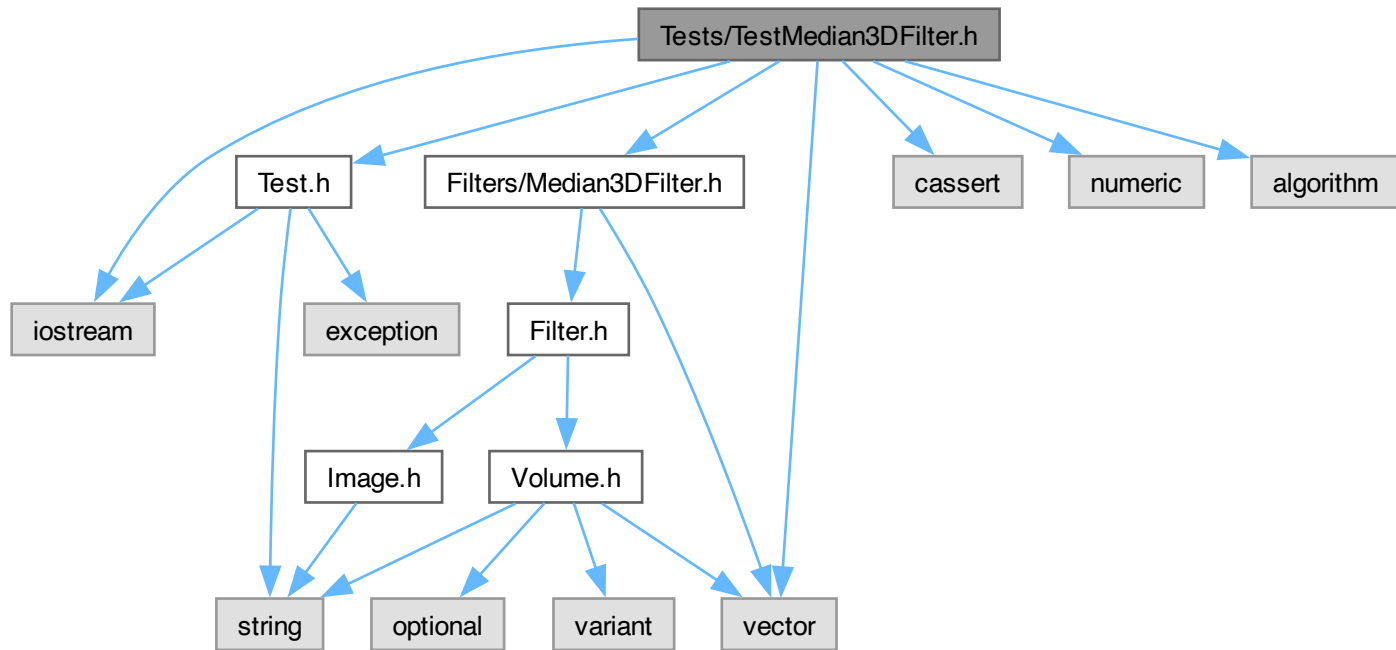 Tests/TestMedian3DFilter.h
Test.h
Filters/Median3DFilter.h
cassert
numeric
algorithm
iostream
exception
Filter.h
Image.h
Volume.h
string
optional
variant
vector